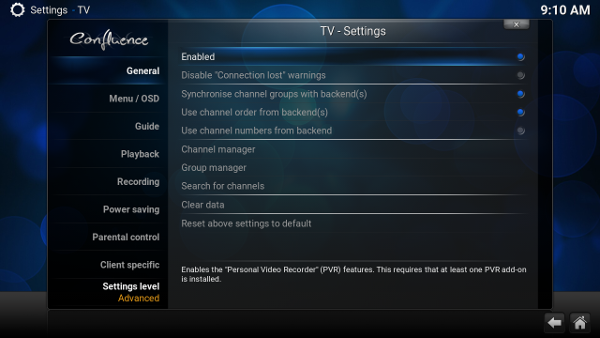 Settings - TV
9:10 AM
Confluence
TV - Settings
General
Menu / OSD
Guide
Playback
Recording
Power saving
Parental control
Client specific
Settings level
Advanced
Enabled
Disable "Connection lost" warnings
Synchronise channel groups with backend(s)
Use channel order from backend(s)
Use channel numbers from backend
Channel manager
Group manager
Search for channels
Clear data
Reset above settings to default
Enables the "Personal Video Recorder" (PVR) features. This requires that at least one PVR add-on
is installed.